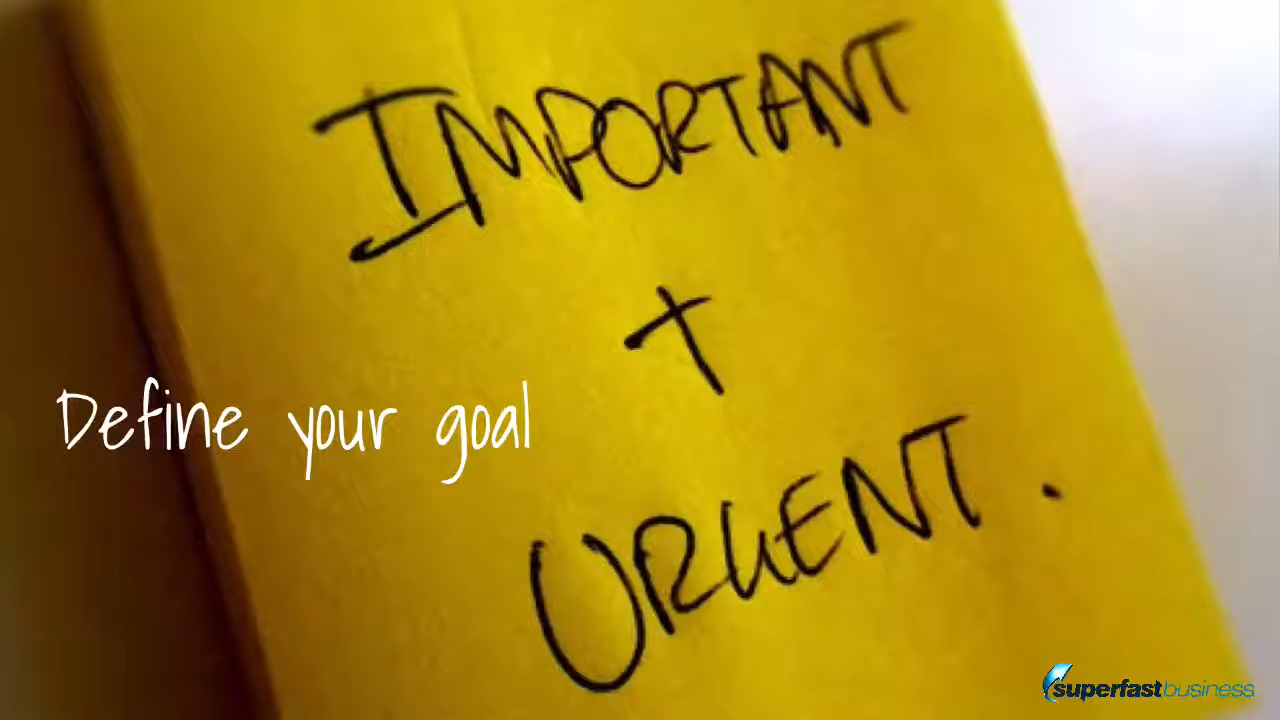 IMPORTANT
+
URGENT.
Define your goal
superfastbusiness